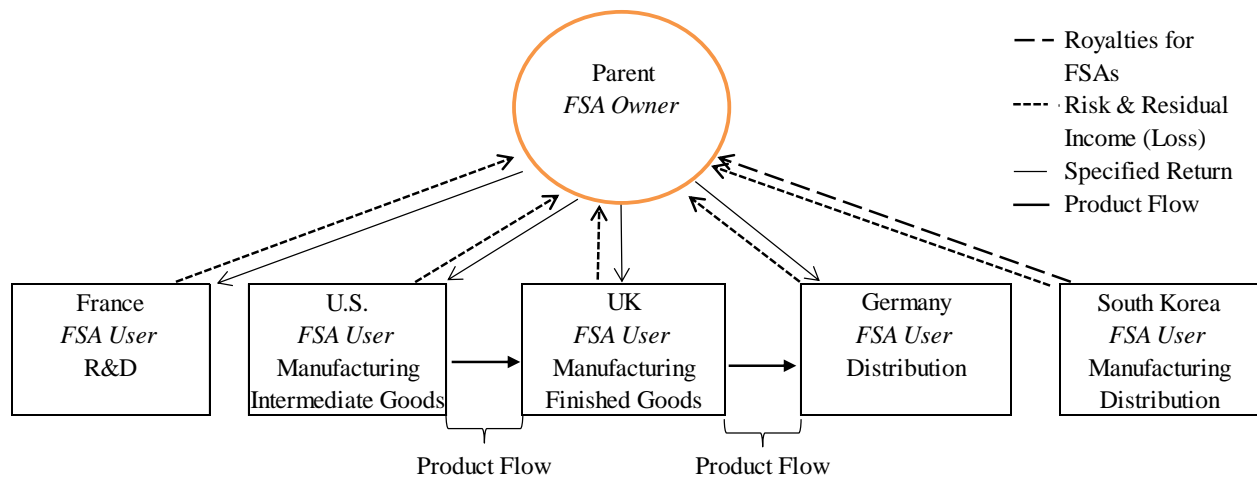 Parent
FSA Owner
Royalties for
FSAs
Risk & Residual
Income (Loss)
Specified Return
Product Flow
France
FSA User
R&D
U.S.
FSA User
Manufacturing
Intermediate Goods
UK
FSA User
Manufacturing
Finished Goods
Germany
FSA User
Distribution
South Korea
FSA User
Manufacturing
Distribution
Product Flow
Product Flow